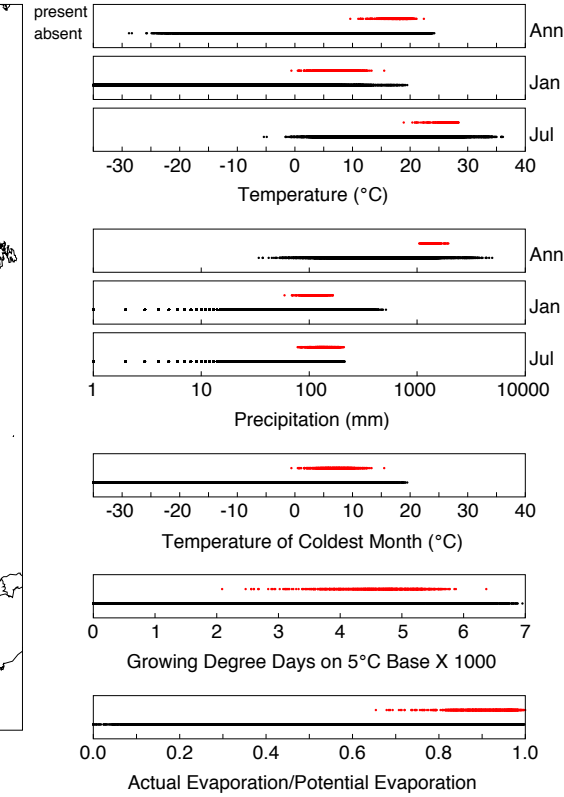 present
absent
Ann
Jan
Jul
-30 -20 -10 0 10 20 30 40
Temperature (°C)
Ann
Jan
Jul
1 10 100 1000 10000
Precipitation (mm)
-30 -20 -10 0 10 20 30 40
Temperature of Coldest Month (°C)
0 1 2 3 4 5 6 7
Growing Degree Days on 5°C Base X 1000
0.0 0.2 0.4 0.6 0.8 1.0
Actual Evaporation/Potential Evaporation